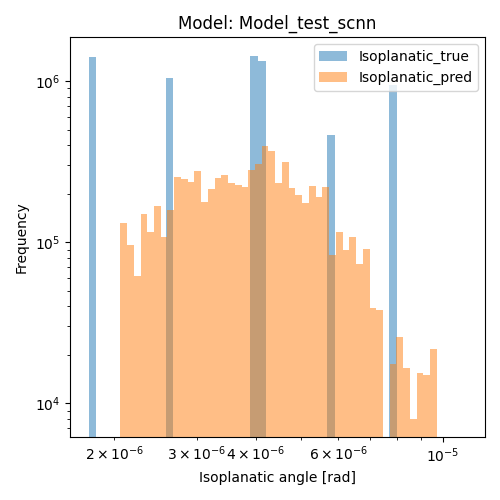 Model: Model_test_scnn
Isoplanatic_true
Isoplanatic_pred
Frequency
10⁶
10⁵
10⁴
2 × 10⁻⁶ 3 × 10⁻⁶ 4 × 10⁻⁶ 6 × 10⁻⁶ 10⁻⁵
Isoplanatic angle [rad]